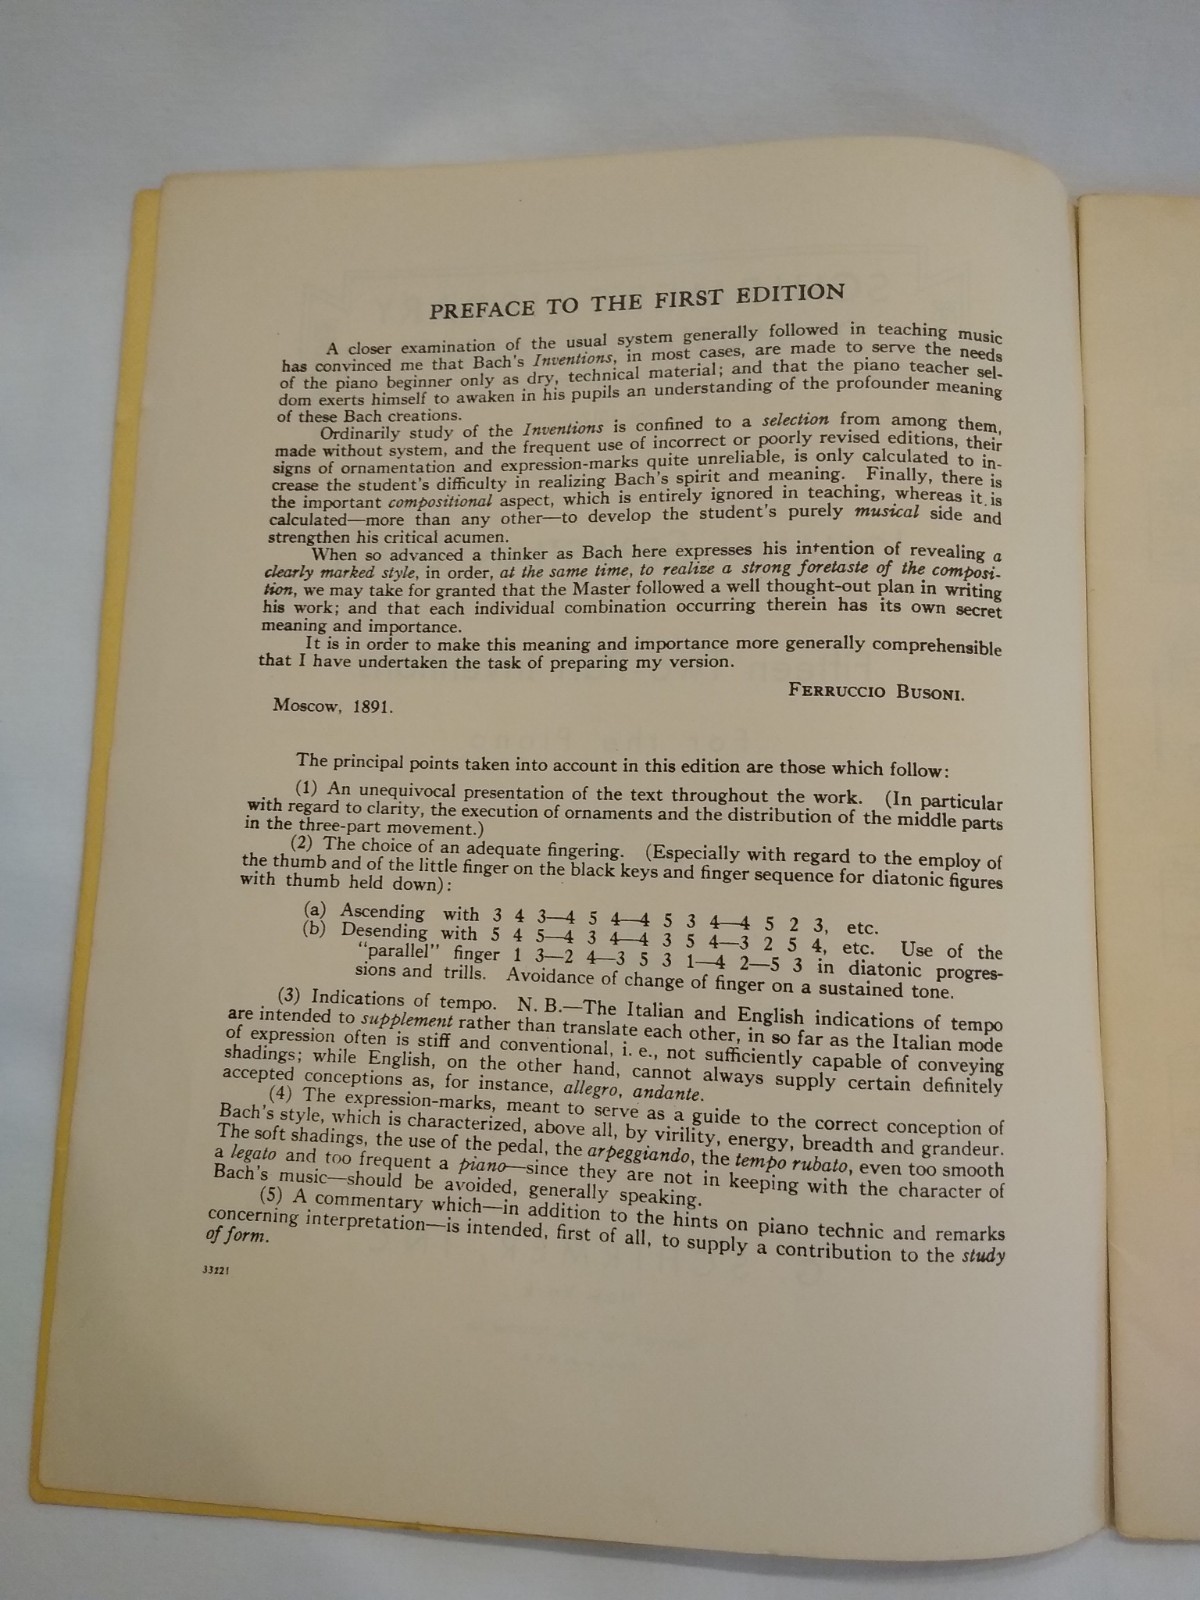 PREFACE TO THE FIRST EDITION
A closer examination of the usual system generally followed in teaching music
has convinced me that Bach's Inventions, in most cases, are made to serve the needs
of the piano beginner only as dry, technical material; and that the piano teacher sel-
dom exerts himself to awaken in his pupils an understanding of the profounder meaning
of these Bach creations.
Ordinarily study of the Inventions is confined to a selection from among them,
made without system, and the frequent use of incorrect or poorly revised editions, their
signs of ornamentation and expression-marks quite unreliable, is only calculated to in-
crease the student's difficulty in realizing Bach's spirit and meaning. Finally, there is
the important compositional aspect, which is entirely ignored in teaching, whereas it is
calculated—more than any other—to develop the student's purely musical side and
strengthen his critical acumen.
When so advanced a thinker as Bach here expresses his intention of revealing a
clearly marked style, in order, at the same time, to realize a strong foretaste of the composi-
tion, we may take for granted that the Master followed a well thought-out plan in writing
his work; and that each individual combination occurring therein has its own secret
meaning and importance.
It is in order to make this meaning and importance more generally comprehensible
that I have undertaken the task of preparing my version.
FERRUCCIO BUSONI.
Moscow, 1891.
The principal points taken into account in this edition are those which follow:
(1) An unequivocal presentation of the text throughout the work. (In particular
with regard to clarity, the execution of ornaments and the distribution of the middle parts
in the three-part movement.)
(2) The choice of an adequate fingering. (Especially with regard to the employ of
the thumb and of the little finger on the black keys and finger sequence for diatonic figures
with thumb held down):
(a) Ascending with 3 4 3—4 5 4—4 5 3 4—4 5 2 3, etc.
(b) Desending with 5 4 5—4 3 4—4 3 5 4—3 2 5 4, etc. Use of the
"parallel" finger 1 3—2 4—3 5 3 1—4 2—5 3 in diatonic progres-
sions and trills. Avoidance of change of finger on a sustained tone.
(3) Indications of tempo. N. B.—The Italian and English indications of tempo
are intended to supplement rather than translate each other, in so far as the Italian mode
of expression often is stiff and conventional, i. e., not sufficiently capable of conveying
shadings; while English, on the other hand, cannot always supply certain definitely
accepted conceptions as, for instance, allegro, andante.
(4) The expression-marks, meant to serve as a guide to the correct conception of
Bach's style, which is characterized, above all, by virility, energy, breadth and grandeur.
The soft shadings, the use of the pedal, the arpeggiando, the tempo rubato, even too smooth
a legato and too frequent a piano—since they are not in keeping with the character of
Bach's music—should be avoided, generally speaking.
(5) A commentary which—in addition to the hints on piano technic and remarks
concerning interpretation—is intended, first of all, to supply a contribution to the study
of form.
33121